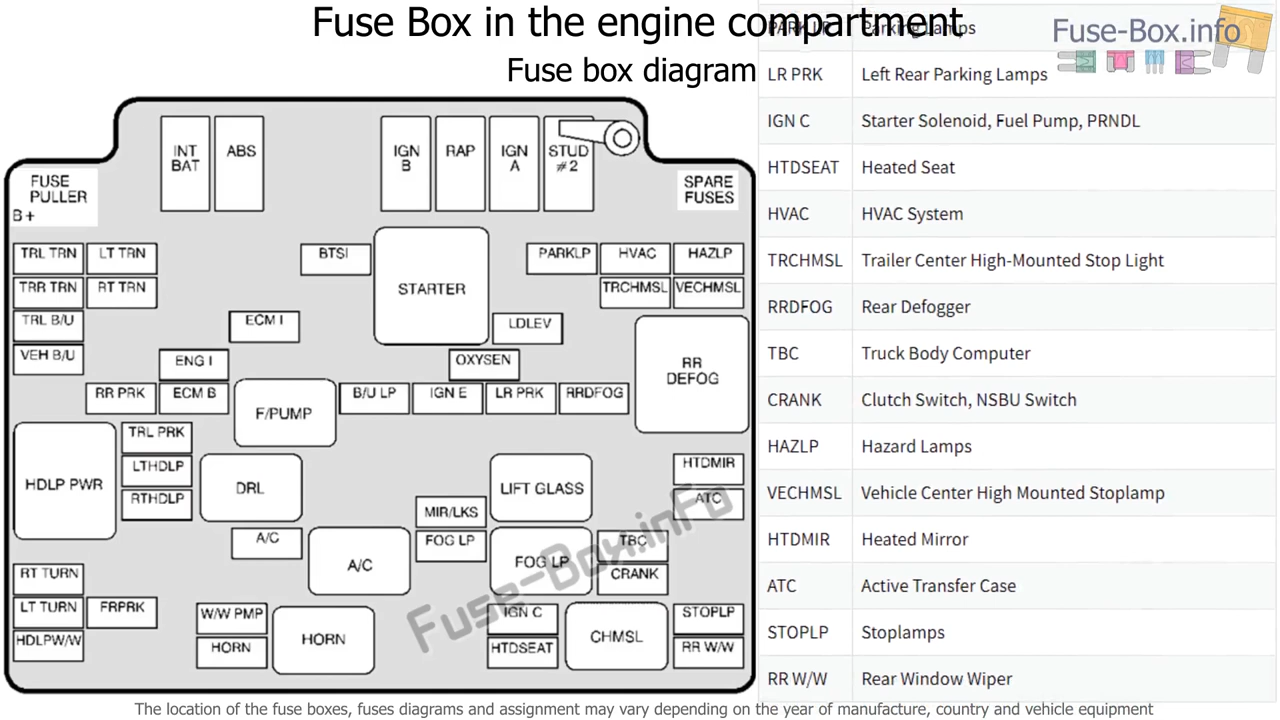 Fuse Box in the engine compartment
Fuse box diagram
Fuse-Box.info
INT BAT
ABS
IGN B
RAP
IGN A
STUD #2
FUSE PULLER
B+
SPARE FUSES
TRL TRN
LT TRN
BTSI
PARKLP
HVAC
HAZLP
TRR TRN
RT TRN
STARTER
TRCHMSL
VECHMSL
TRL B/U
ECM I
LDLEV
VEH B/U
ENG I
OXYSEN
RR DEFOG
RR PRK
ECM B
F/PUMP
B/U LP
IGN E
LR PRK
RRDFOG
TRL PRK
HDLP PWR
LTHDLP
DRL
LIFT GLASS
HTDMIR
RTHDLP
ATC
MIR/LKS
A/C
A/C
FOG LP
FOG LP
TBC
CRANK
RT TURN
LT TURN
FRPRK
W/W PMP
HORN
IGN C
CHMSL
STOPLP
HDLPW/W
HORN
HTDSEAT
RR W/W
Fuse-Box.inFo
PARK LP Parking Lamps
LR PRK Left Rear Parking Lamps
IGN C Starter Solenoid, Fuel Pump, PRNDL
HTDSEAT Heated Seat
HVAC HVAC System
TRCHMSL Trailer Center High-Mounted Stop Light
RRDFOG Rear Defogger
TBC Truck Body Computer
CRANK Clutch Switch, NSBU Switch
HAZLP Hazard Lamps
VECHMSL Vehicle Center High Mounted Stoplamp
HTDMIR Heated Mirror
ATC Active Transfer Case
STOPLP Stoplamps
RR W/W Rear Window Wiper
The location of the fuse boxes, fuses diagrams and assignment may vary depending on the year of manufacture, country and vehicle equipment